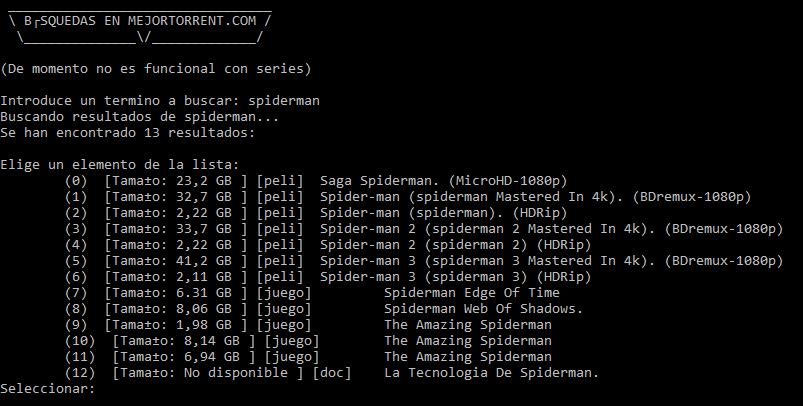 \ B┌SQUEDAS EN MEJORTORRENT.COM /
(De momento no es funcional con series)
Introduce un termino a buscar: spiderman
Buscando resultados de spiderman...
Se han encontrado 13 resultados:
Elige un elemento de la lista:
(0) [Tama±o: 23,2 GB ] [peli] Saga Spiderman. (MicroHD-1080p)
(1) [Tama±o: 32,7 GB ] [peli] Spider-man (spiderman Mastered In 4k). (BDremux-1080p)
(2) [Tama±o: 2,22 GB ] [peli] Spider-man (spiderman). (HDRip)
(3) [Tama±o: 33,7 GB ] [peli] Spider-man 2 (spiderman 2 Mastered In 4k). (BDremux-1080p)
(4) [Tama±o: 2,22 GB ] [peli] Spider-man 2 (spiderman 2) (HDRip)
(5) [Tama±o: 41,2 GB ] [peli] Spider-man 3 (spiderman 3 Mastered In 4k). (BDremux-1080p)
(6) [Tama±o: 2,11 GB ] [peli] Spider-man 3 (spiderman 3) (HDRip)
(7) [Tama±o: 6.31 GB ] [juego] Spiderman Edge Of Time
(8) [Tama±o: 8,06 GB ] [juego] Spiderman Web Of Shadows.
(9) [Tama±o: 1,98 GB ] [juego] The Amazing Spiderman
(10) [Tama±o: 8,14 GB ] [juego] The Amazing Spiderman
(11) [Tama±o: 6,94 GB ] [juego] The Amazing Spiderman
(12) [Tama±o: No disponible ] [doc] La Tecnologia De Spiderman.
Seleccionar: